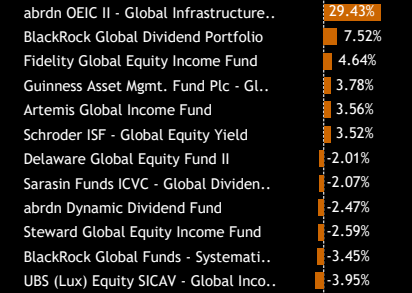 abrdn OEIC II - Global Infrastructure.. 29.43%
BlackRock Global Dividend Portfolio 7.52%
Fidelity Global Equity Income Fund 4.64%
Guinness Asset Mgmt. Fund Plc - Gl.. 3.78%
Artemis Global Income Fund 3.56%
Schroder ISF - Global Equity Yield 3.52%
Delaware Global Equity Fund II -2.01%
Sarasin Funds ICVC - Global Dividen.. -2.07%
abrdn Dynamic Dividend Fund -2.47%
Steward Global Equity Income Fund -2.59%
BlackRock Global Funds - Systemati.. -3.45%
UBS (Lux) Equity SICAV - Global Inco.. -3.95%